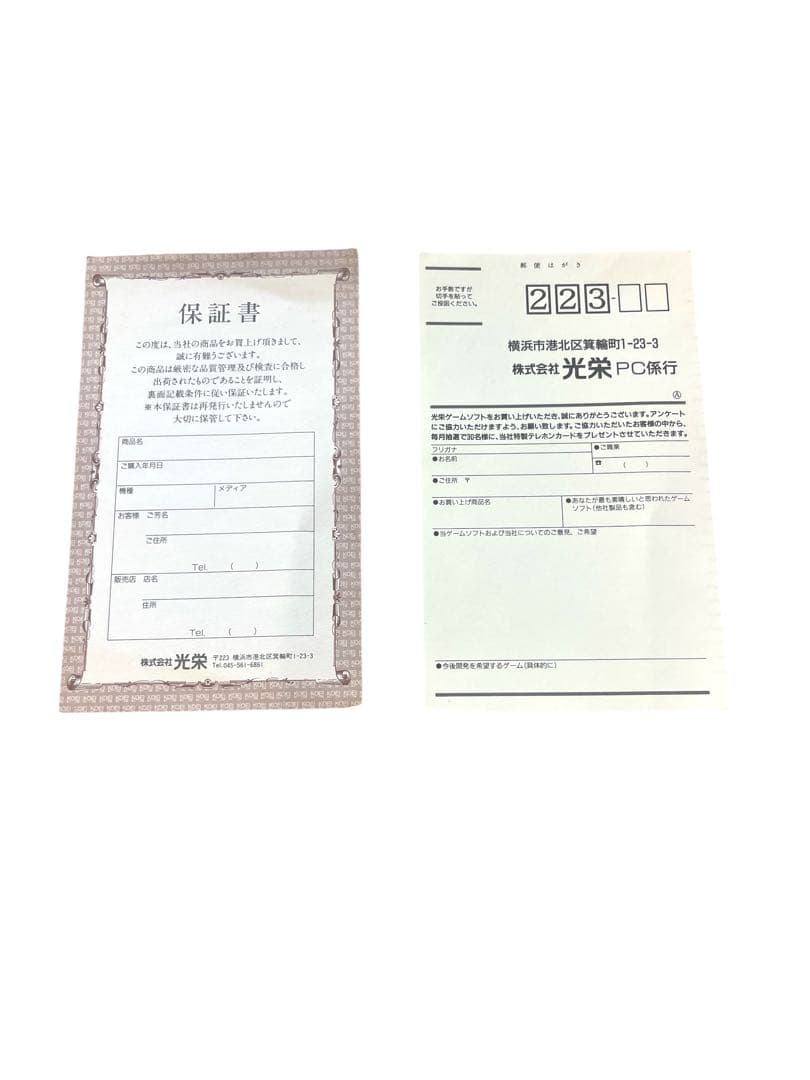 保証書
この度は、当社の商品をお買上げ頂きまして、
誠に有難うございます。
この商品は厳密な品質管理及び検査に合格し
出荷されたものであることを証明し、
裏面記載条件に従い保証いたします。
※本保証書は再発行いたしませんので
大切に保管して下さい。
商品名
ご購入年月日
機種 メディア
お客様 ご芳名
ご住所
Tel. ( )
販売店 店名
住所
Tel. ( )
株式会社 光栄 〒223 横浜市港北区箕輪町1-23-3
Tel.045-561-6861
郵便はがき
お手数ですが
切手を貼って
ご投函ください。
223-
横浜市港北区箕輪町1-23-3
株式会社 光栄 PC係行
Ⓐ
光栄ゲームソフトをお買い上げいただき、誠にありがとうございます。アンケート
にご協力いただけますよう、お願い致します。ご協力いただいたお客様の中から、
毎月抽選で30名様に、当社特製テレホンカードをプレゼントさせていただきます。
フリガナ
●お名前
●ご職業
☎ ( )
●ご住所 〒
●お買い上げ商品名
●あなたが最も素晴しいと思われたゲーム
ソフト(他社製品も含む)
●当ゲームソフトおよび当社についてのご意見、ご希望
●今後開発を希望するゲーム(具体的に)